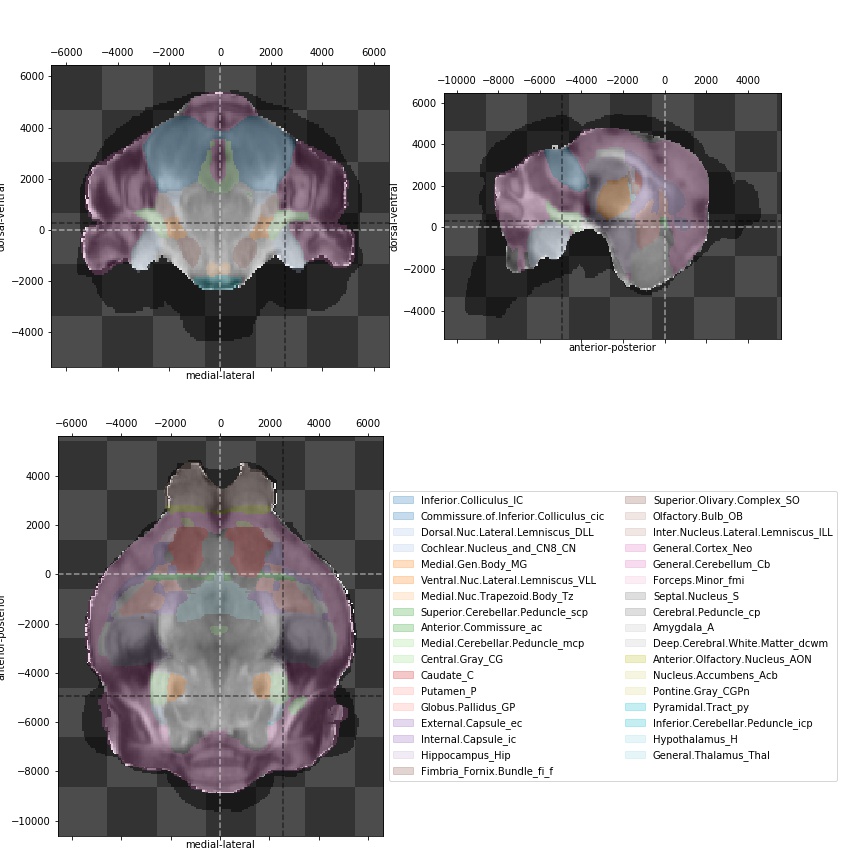 −6000 −4000 −2000 0 2000 4000 6000
6000
4000
2000
0
−2000
−4000
dorsal-ventral
medial-lateral
−10000 −8000 −6000 −4000 −2000 0 2000 4000
6000
4000
2000
0
−2000
−4000
dorsal-ventral
anterior-posterior
−6000 −4000 −2000 0 2000 4000 6000
4000
2000
0
−2000
−4000
−6000
−8000
−10000
anterior-posterior
medial-lateral
Inferior.Colliculus_IC
Commissure.of.Inferior.Colliculus_cic
Dorsal.Nuc.Lateral.Lemniscus_DLL
Cochlear.Nucleus_and_CN8_CN
Medial.Gen.Body_MG
Ventral.Nuc.Lateral.Lemniscus_VLL
Medial.Nuc.Trapezoid.Body_Tz
Superior.Cerebellar.Peduncle_scp
Anterior.Commissure_ac
Medial.Cerebellar.Peduncle_mcp
Central.Gray_CG
Caudate_C
Putamen_P
Globus.Pallidus_GP
External.Capsule_ec
Internal.Capsule_ic
Hippocampus_Hip
Fimbria_Fornix.Bundle_fi_f
Superior.Olivary.Complex_SO
Olfactory.Bulb_OB
Inter.Nucleus.Lateral.Lemniscus_ILL
General.Cortex_Neo
General.Cerebellum_Cb
Forceps.Minor_fmi
Septal.Nucleus_S
Cerebral.Peduncle_cp
Amygdala_A
Deep.Cerebral.White.Matter_dcwm
Anterior.Olfactory.Nucleus_AON
Nucleus.Accumbens_Acb
Pontine.Gray_CGPn
Pyramidal.Tract_py
Inferior.Cerebellar.Peduncle_icp
Hypothalamus_H
General.Thalamus_Thal